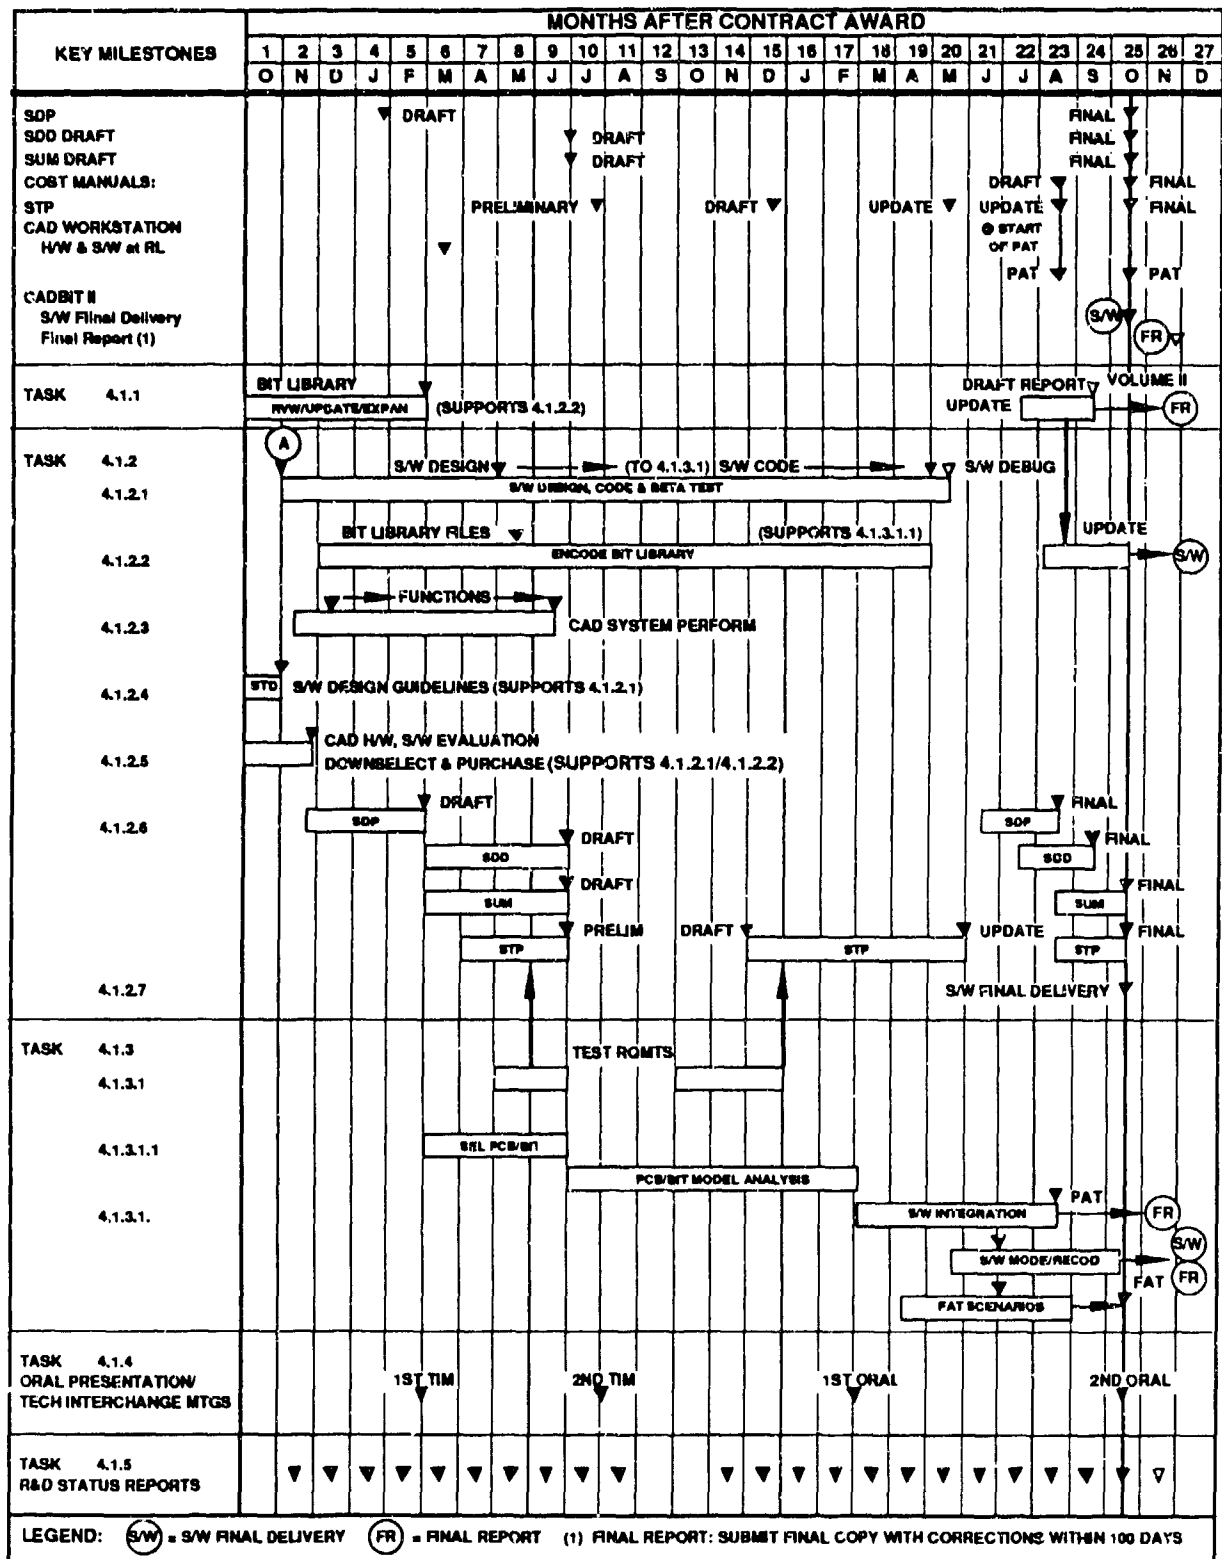 MONTHS AFTER CONTRACT AWARD
KEY MILESTONES
1 2 3 4 5 6 7 8 9 10 11 12 13 14 15 16 17 18 19 20 21 22 23 24 25 26 27
O N D J F M A M J J A S O N D J F M A M J J A S O N D
SDP DRAFT FINAL
SDD DRAFT DRAFT FINAL
SUM DRAFT DRAFT FINAL
COST MANUALS: DRAFT FINAL
STP PRELIMINARY DRAFT UPDATE UPDATE FINAL
CAD WORKSTATION @ START
H/W & S/W at RL OF PAT
PAT PAT
CADBIT II
S/W Fiinal Delivery S/W
Final Report (1) FR
BIT LIBRARY DRAFT REPORT VOLUME II
TASK 4.1.1 RVW/UPDATE/EXPAN (SUPPORTS 4.1.2.2) UPDATE FR
A
TASK 4.1.2 S/W DESIGN (TO 4.1.3.1) S/W CODE S/W DEBUG
4.1.2.1 S/W DESIGN, CODE & BETA TEST
BIT LIBRARY FILES (SUPPORTS 4.1.3.1.1) UPDATE
4.1.2.2 ENCODE BIT LIBRARY S/W
FUNCTIONS
4.1.2.3 CAD SYSTEM PERFORM
4.1.2.4 STD S/W DESIGN GUIDELINES (SUPPORTS 4.1.2.1)
CAD H/W, S/W EVALUATION
4.1.2.5 DOWNSELECT & PURCHASE (SUPPORTS 4.1.2.1/4.1.2.2)
DRAFT FINAL
4.1.2.6 SDP SDP
DRAFT FINAL
SDD SDD
DRAFT FINAL
SUM SUM
PRELIM DRAFT UPDATE FINAL
STP STP STP
4.1.2.7 S/W FINAL DELIVERY
TASK 4.1.3 TEST RQMTS
4.1.3.1
4.1.3.1.1 SEL PCB/BIT
PCB/BIT MODEL ANALYSIS
PAT
4.1.3.1. S/W INTEGRATION FR
S/W MODE/RECOD S/W
FAT FR
FAT SCENARIOS
TASK 4.1.4
ORAL PRESENTATION/ 1ST TIM 2ND TIM 1ST ORAL 2ND ORAL
TECH INTERCHANGE MTGS
TASK 4.1.5
R&D STATUS REPORTS
LEGEND: S/W = S/W FINAL DELIVERY FR = FINAL REPORT (1) FINAL REPORT: SUBMIT FINAL COPY WITH CORRECTIONS WITHIN 100 DAYS